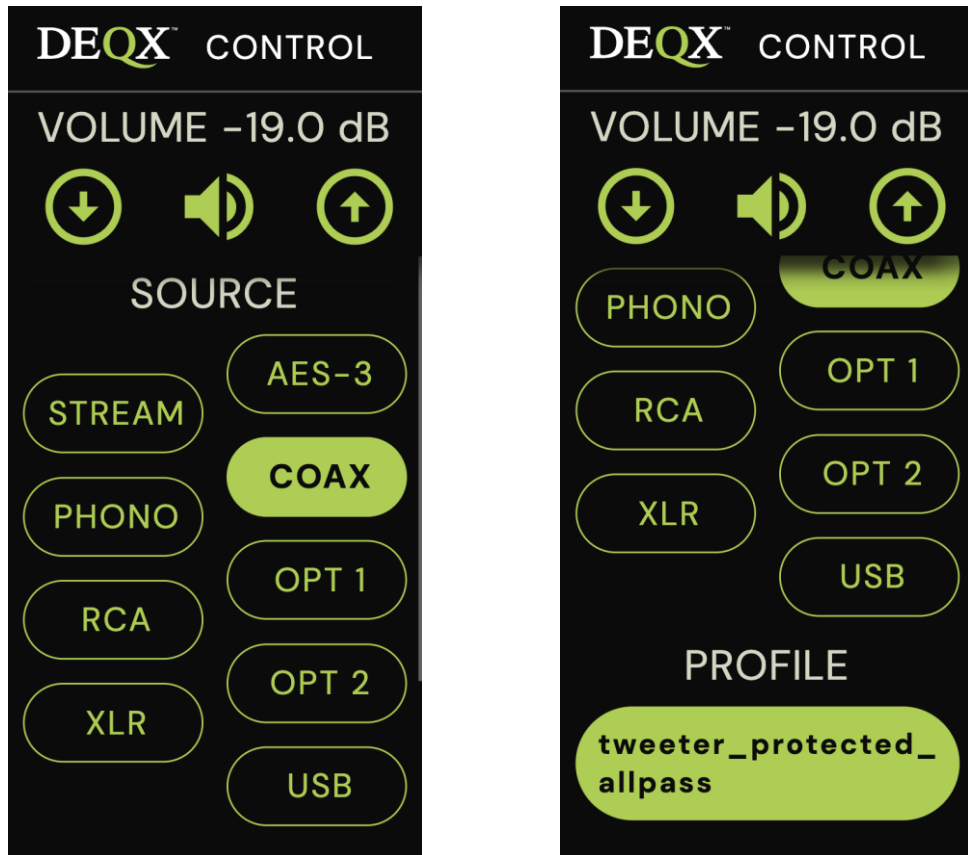 DEQX™ CONTROL
VOLUME -19.0 dB
SOURCE
AES-3
STREAM
COAX
PHONO
OPT 1
RCA
OPT 2
XLR
USB
DEQX™ CONTROL
VOLUME -19.0 dB
COAX
PHONO
OPT 1
RCA
OPT 2
XLR
USB
PROFILE
tweeter_protected_
allpass